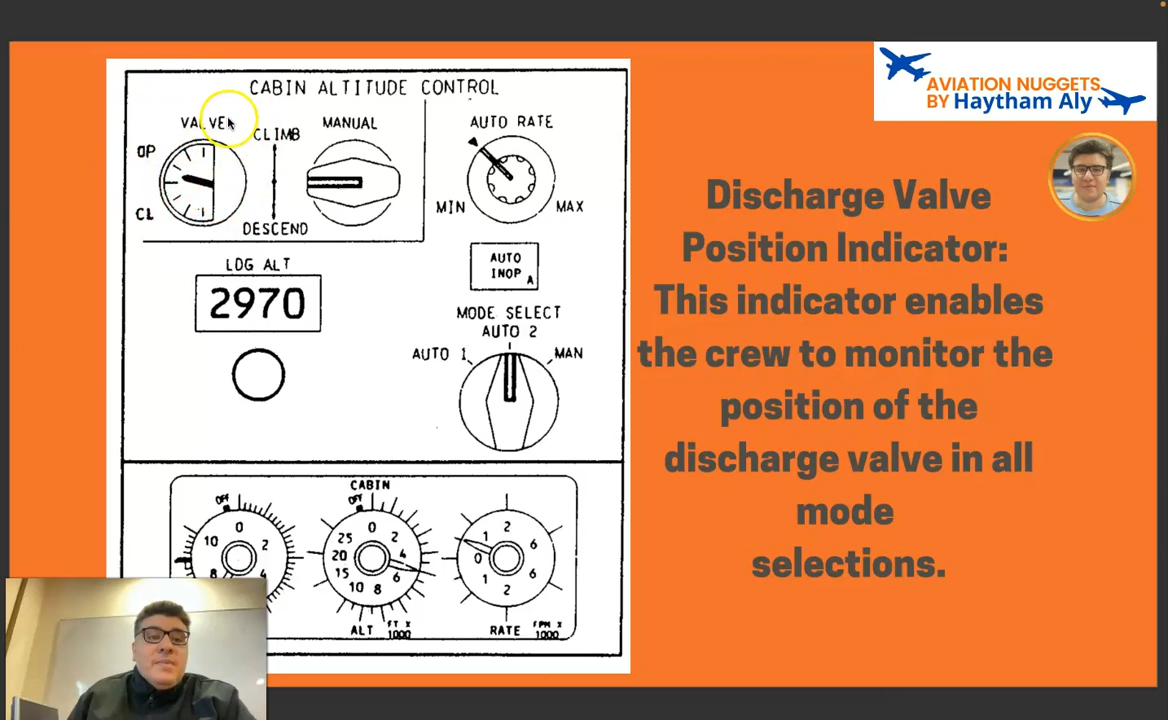 CABIN ALTITUDE CONTROL
VALVE
CLIMB
MANUAL
AUTO RATE
OP
CL
DESCEND
MIN
MAX
LDG ALT
2970
AUTO
INOP
A
MODE SELECT
AUTO 2
AUTO 1
MAN
CABIN
OFF
0
10
2
4
OFF
0
25
2
20
4
15
6
10
8
ALT
FT X
1000
2
1
6
0
1
6
2
RATE
FPM X
1000
AVIATION NUGGETS
BY Haytham Aly
Discharge Valve
Position Indicator:
This indicator enables
the crew to monitor the
position of the
discharge valve in all
mode
selections.